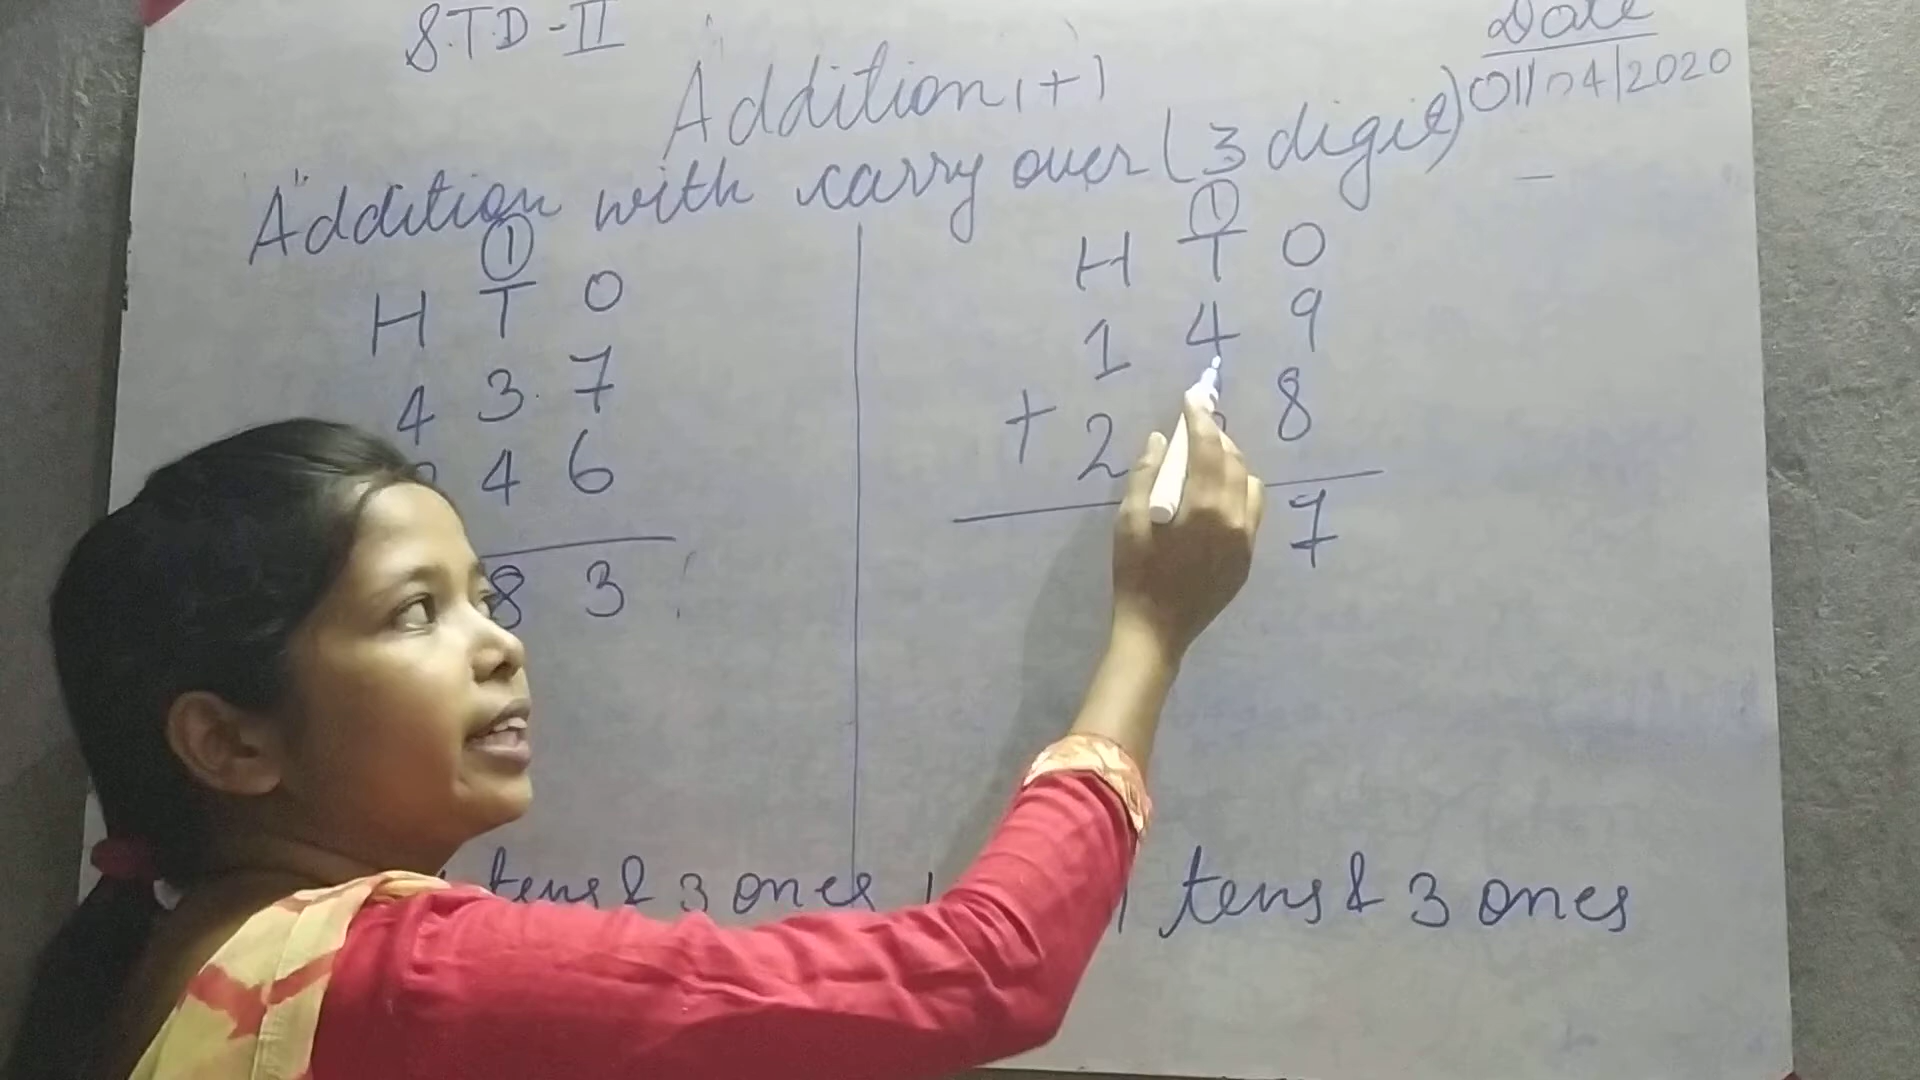 S.T.D - II
Date
01/04/2020
Addition (+)
Addition with carry over (3 digit)
1
H T O
4 3 7
4 6
8 3
1
H T O
1 4 9
+ 2 8
7
tens & 3 ones
1 tens & 3 ones